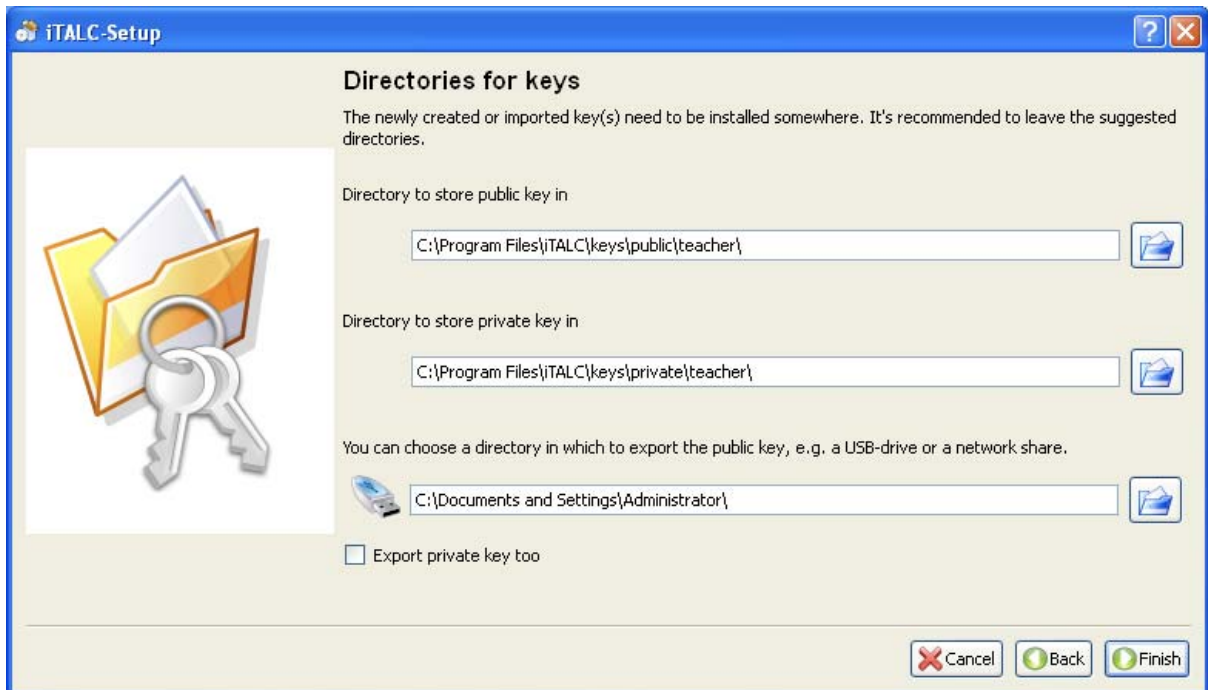 iTALC-Setup
Directories for keys
The newly created or imported key(s) need to be installed somewhere. It's recommended to leave the suggested
directories.
Directory to store public key in
C:\Program Files\iTALC\keys\public\teacher\
Directory to store private key in
C:\Program Files\iTALC\keys\private\teacher\
You can choose a directory in which to export the public key, e.g. a USB-drive or a network share.
C:\Documents and Settings\Administrator\
Export private key too
Cancel Back Finish